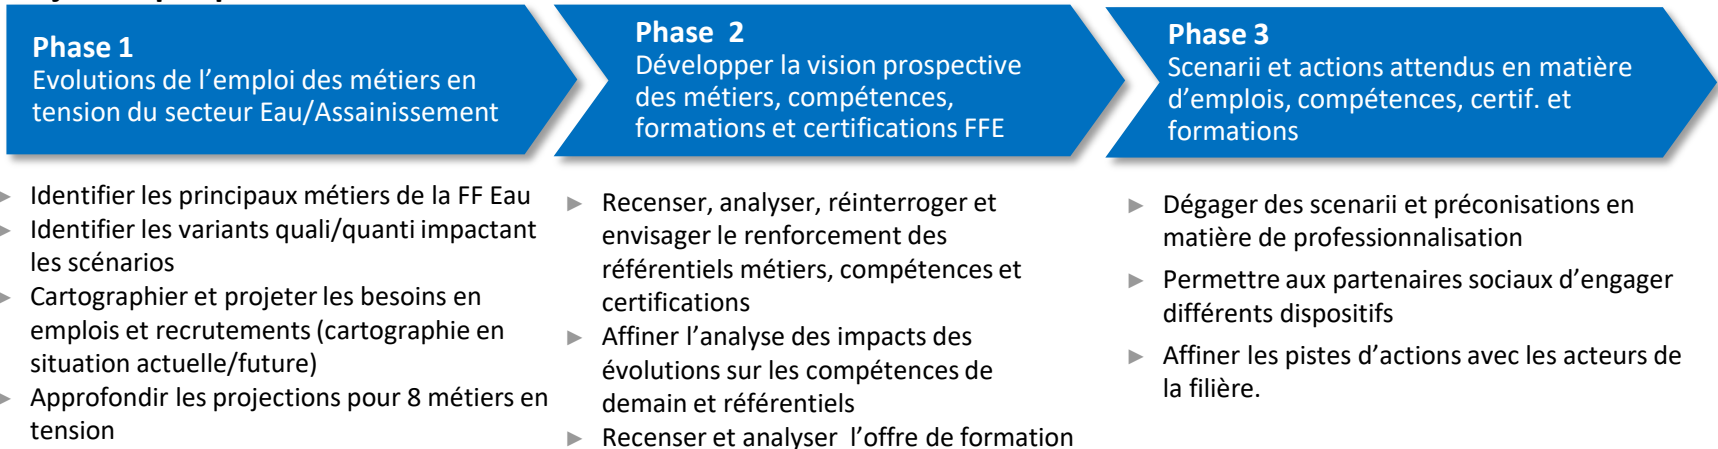 Phase 1
Evolutions de l’emploi des métiers en
tension du secteur Eau/Assainissement
Phase 2
Développer la vision prospective
des métiers, compétences,
formations et certifications FFE
Phase 3
Scenarii et actions attendus en matière
d’emplois, compétences, certif. et
formations
► Identifier les principaux métiers de la FF Eau
► Identifier les variants quali/quanti impactant
les scénarios
► Cartographier et projeter les besoins en
emplois et recrutements (cartographie en
situation actuelle/future)
► Approfondir les projections pour 8 métiers en
tension
► Recenser, analyser, réinterroger et
envisager le renforcement des
référentiels métiers, compétences et
certifications
► Affiner l’analyse des impacts des
évolutions sur les compétences de
demain et référentiels
► Recenser et analyser l’offre de formation
► Dégager des scenarii et préconisations en
matière de professionnalisation
► Permettre aux partenaires sociaux d’engager
différents dispositifs
► Affiner les pistes d’actions avec les acteurs de
la filière.